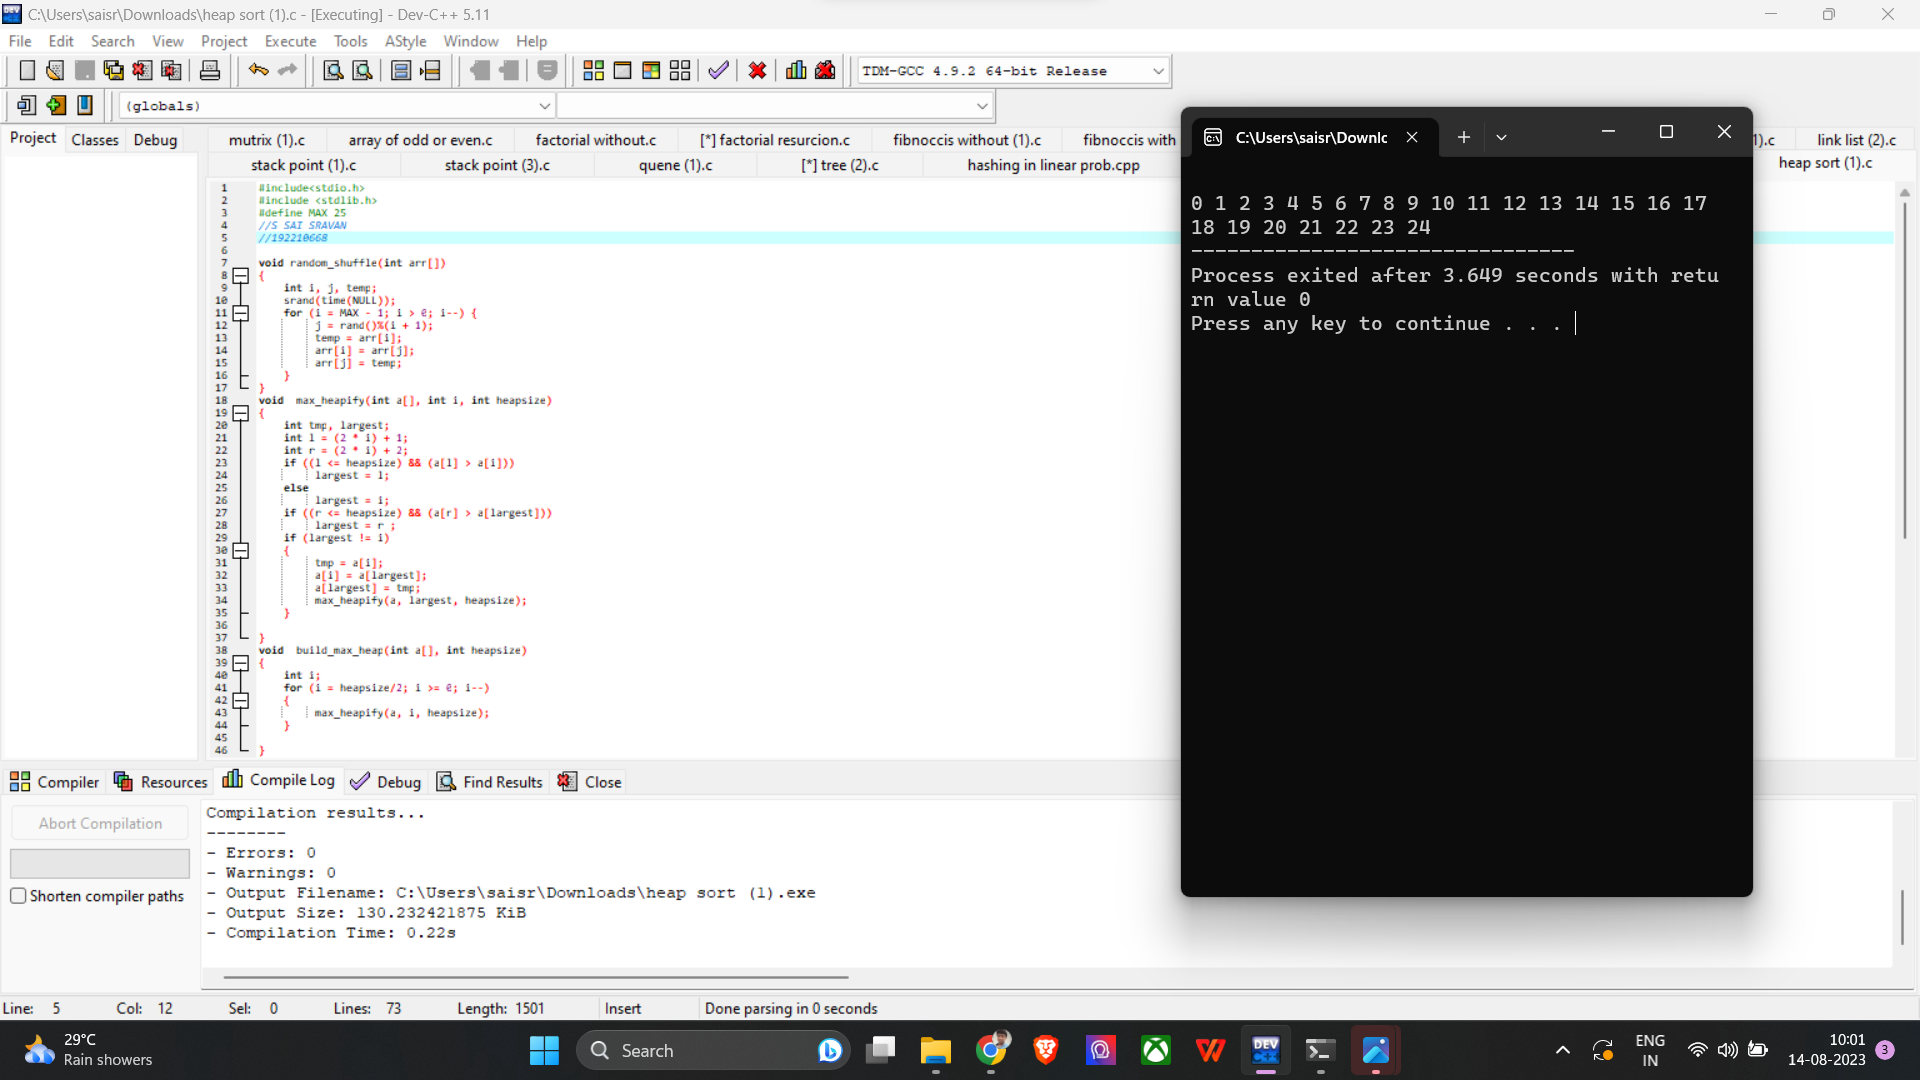 C:\Users\saisr\Downloads\heap sort (1).c - [Executing] - Dev-C++ 5.11
File Edit Search View Project Execute Tools AStyle Window Help
TDM-GCC 4.9.2 64-bit Release
(globals)
Project Classes Debug
mutrix (1).c array of odd or even.c factorial without.c [*] factorial resurcion.c fibnoccis without (1).c fibnoccis with 1).c link list (2).c
stack point (1).c stack point (3).c quene (1).c [*] tree (2).c hashing in linear prob.cpp heap sort (1).c
1 #include<stdio.h>
2 #include <stdlib.h>
3 #define MAX 25
4 //S SAI SRAVAN
5 //192210668
6
7 void random_shuffle(int arr[])
8 {
9 int i, j, temp;
10 srand(time(NULL));
11 for (i = MAX - 1; i > 0; i--) {
12 j = rand()%(i + 1);
13 temp = arr[i];
14 arr[i] = arr[j];
15 arr[j] = temp;
16 }
17 }
18 void  max_heapify(int a[], int i, int heapsize)
19 {
20 int tmp, largest;
21 int l = (2 * i) + 1;
22 int r = (2 * i) + 2;
23 if ((l <= heapsize) && (a[l] > a[i]))
24 largest = l;
25 else
26 largest = i;
27 if ((r <= heapsize) && (a[r] > a[largest]))
28 largest = r ;
29 if (largest != i)
30 {
31 tmp = a[i];
32 a[i] = a[largest];
33 a[largest] = tmp;
34 max_heapify(a, largest, heapsize);
35 }
36
37 }
38 void  build_max_heap(int a[], int heapsize)
39 {
40 int i;
41 for (i = heapsize/2; i >= 0; i--)
42 {
43 max_heapify(a, i, heapsize);
44 }
45
46 }
C:\Users\saisr\Downlc
0 1 2 3 4 5 6 7 8 9 10 11 12 13 14 15 16 17
18 19 20 21 22 23 24
--------------------------------
Process exited after 3.649 seconds with retu
rn value 0
Press any key to continue . . .
Compiler Resources Compile Log Debug Find Results Close
Abort Compilation
Shorten compiler paths
Compilation results...
--------
- Errors: 0
- Warnings: 0
- Output Filename: C:\Users\saisr\Downloads\heap sort (1).exe
- Output Size: 130.232421875 KiB
- Compilation Time: 0.22s
Line: 5 Col: 12 Sel: 0 Lines: 73 Length: 1501 Insert Done parsing in 0 seconds
29°C
Rain showers
Search
DEV C++
ENG
IN
10:01
14-08-2023
3